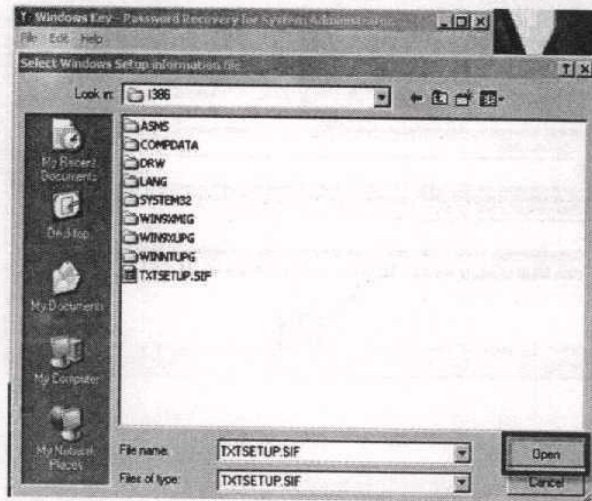 Windows Key - Password Recovery for System Administrator
File Edit Help
Select Windows Setup information file
Look in: I386
My Recent Documents
Desktop
My Documents
My Computer
My Network Places
ASMS
COMPDATA
DRW
LANG
SYSTEM32
WIN9XMIG
WIN9XUPG
WINNTUPG
TXTSETUP.SIF
File name: TXTSETUP.SIF
Open
Files of type: TXTSETUP.SIF
Cancel